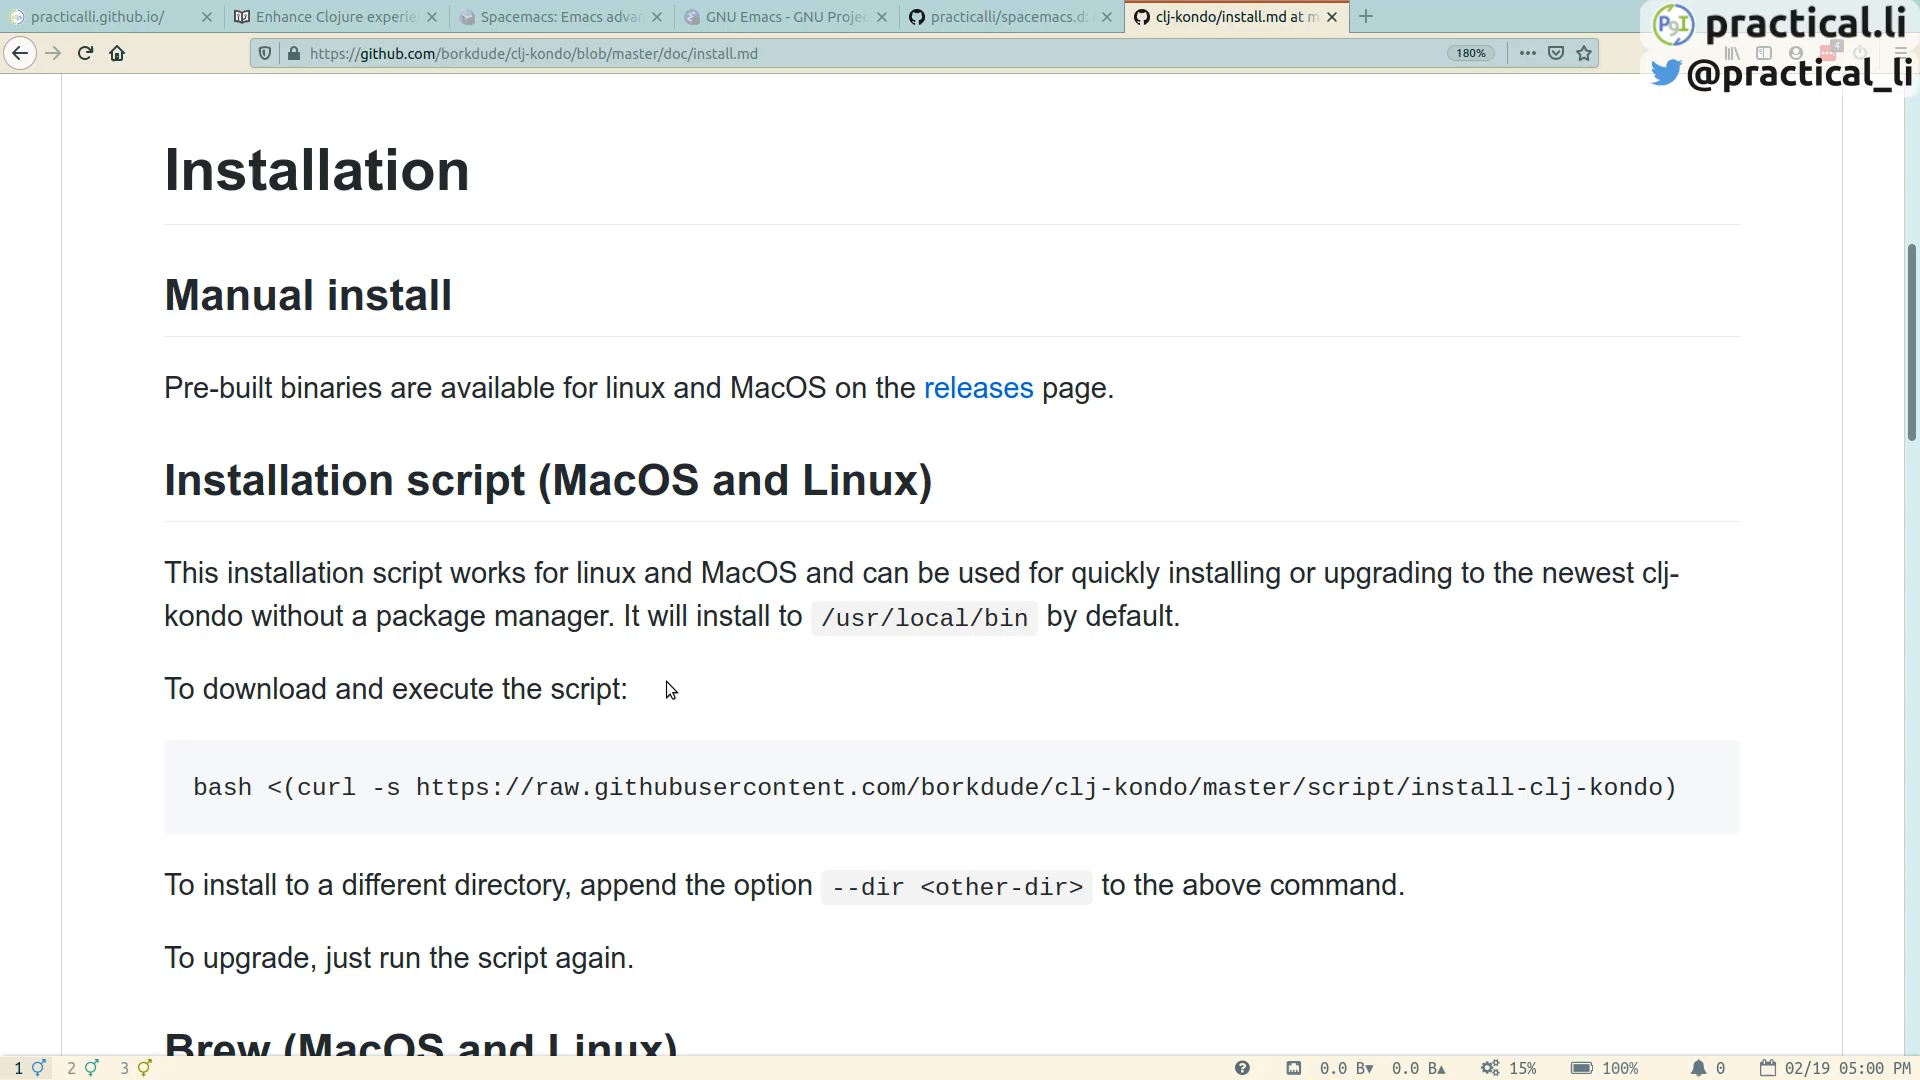 practicalli.github.io/
Enhance Clojure experie
Spacemacs: Emacs advan
GNU Emacs - GNU Projec
practicalli/spacemacs.d:
clj-kondo/install.md at m
practical.li
https://github.com/borkdude/clj-kondo/blob/master/doc/install.md
180%
4
@practical_li
Installation
Manual install
Pre-built binaries are available for linux and MacOS on the releases page.
Installation script (MacOS and Linux)
This installation script works for linux and MacOS and can be used for quickly installing or upgrading to the newest clj-
kondo without a package manager. It will install to /usr/local/bin by default.
To download and execute the script:
bash <(curl -s https://raw.githubusercontent.com/borkdude/clj-kondo/master/script/install-clj-kondo)
To install to a different directory, append the option --dir <other-dir> to the above command.
To upgrade, just run the script again.
Brew (MacOS and Linux)
1 2 3
0.0 B▾ 0.0 B▴ 15% 100% 0 02/19 05:00 PM